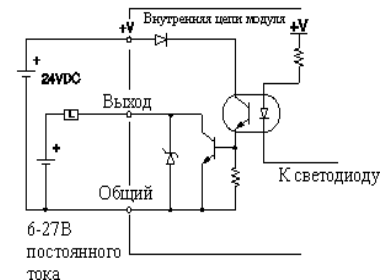 +V
Внутренняя цепи модуля
+V
+
24VDC
Выход
L
+
К светодиоду
Общий
6-27В
постоянного
тока